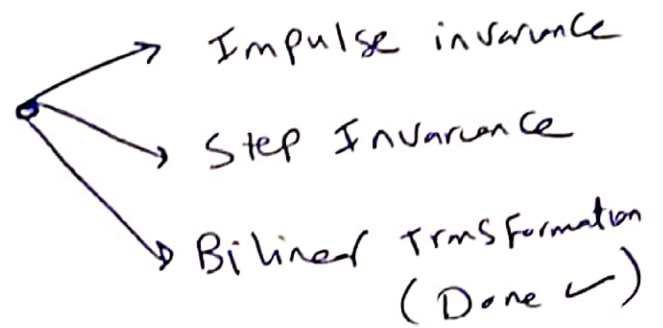 Impulse invariance
Step Invariance
Bilinear Transformation
(Done ✓)